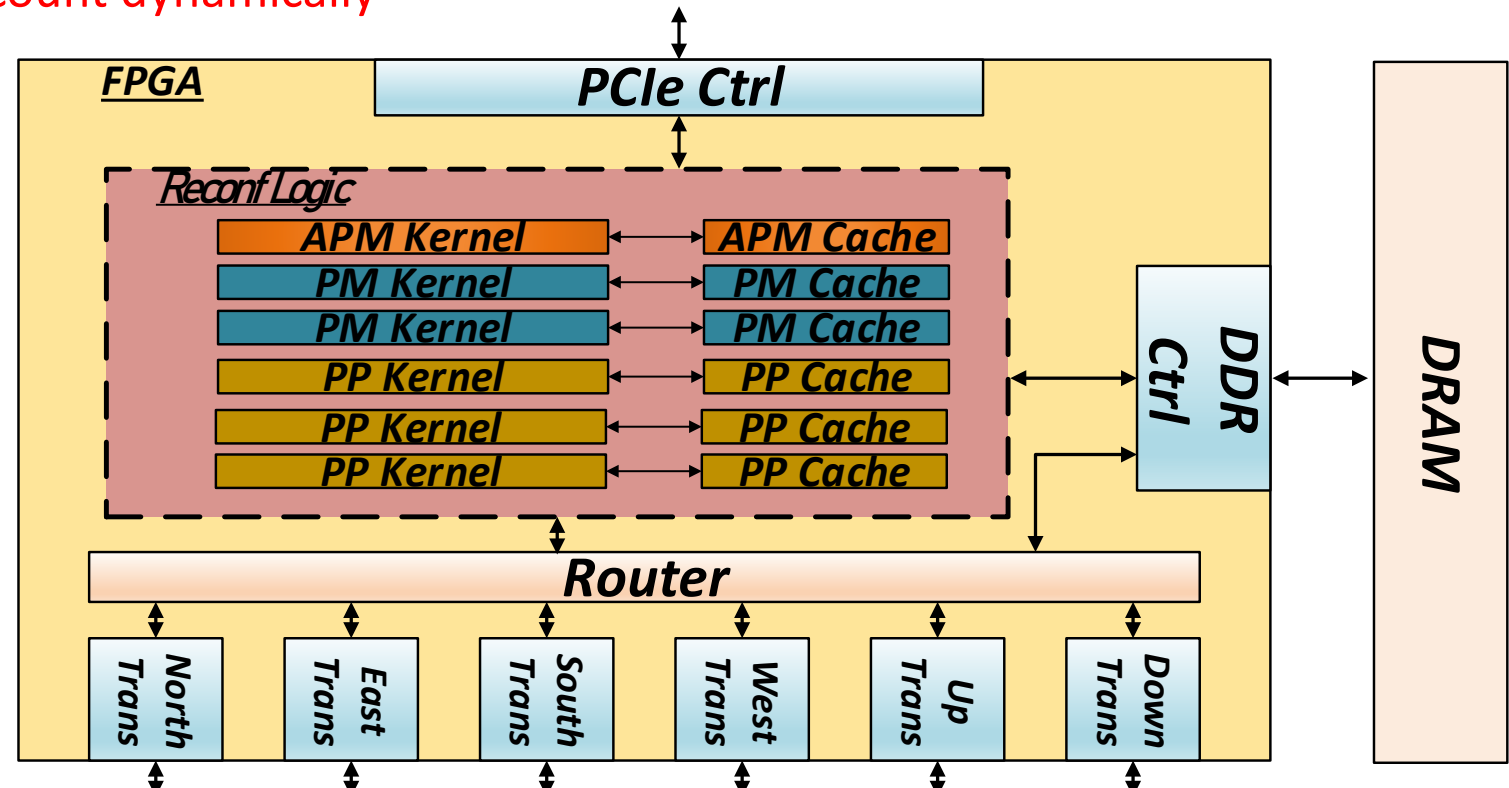 count dynamically
FPGA
PCIe Ctrl
Reconf Logic
APM Kernel
APM Cache
PM Kernel
PM Cache
PM Kernel
PM Cache
PP Kernel
PP Cache
PP Kernel
PP Cache
PP Kernel
PP Cache
DDR
Ctrl
DRAM
Router
North
Trans
East
Trans
South
Trans
West
Trans
Up
Trans
Down
Trans